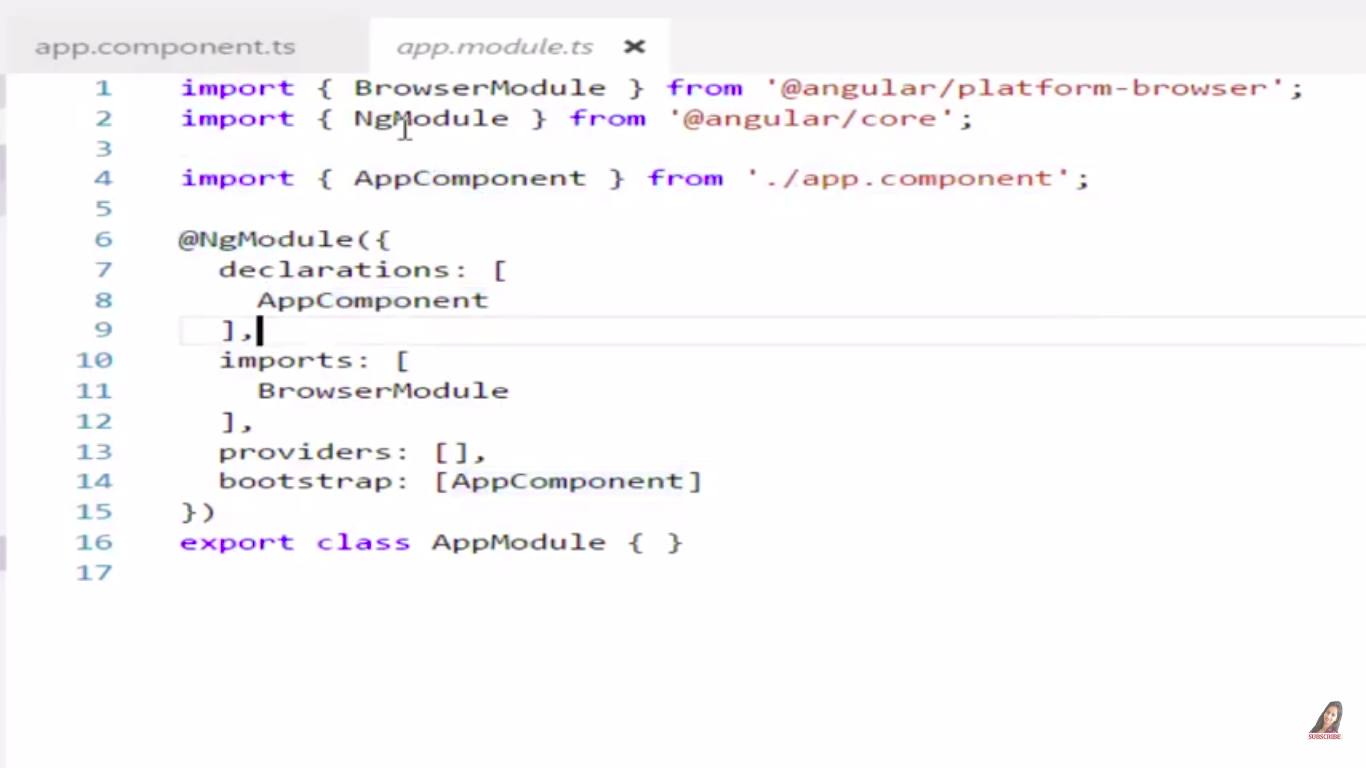 app.component.ts app.module.ts ✖
1 import { BrowserModule } from '@angular/platform-browser';
2 import { NgModule } from '@angular/core';
3
4 import { AppComponent } from './app.component';
5
6 @NgModule({
7   declarations: [
8     AppComponent
9   ],
10   imports: [
11     BrowserModule
12   ],
13   providers: [],
14   bootstrap: [AppComponent]
15 })
16 export class AppModule { }
17
SUBSCRIBE